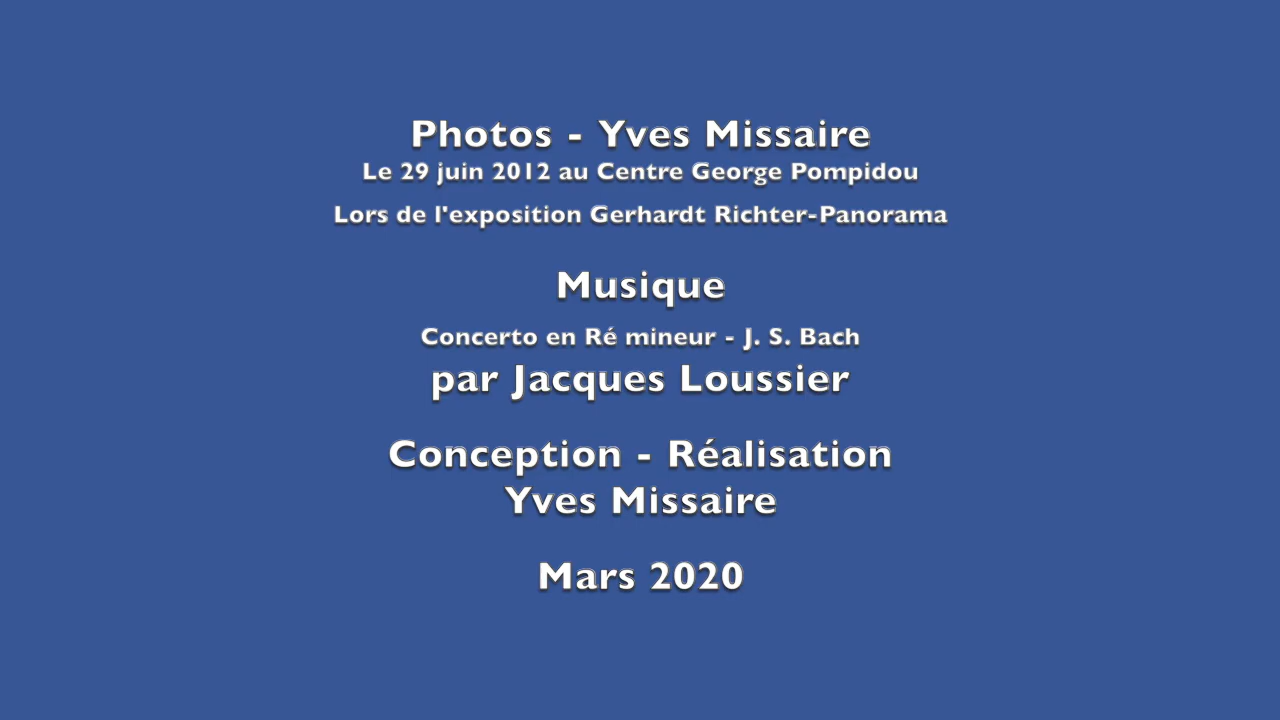 Photos - Yves Missaire
Le 29 juin 2012 au Centre George Pompidou
Lors de l'exposition Gerhardt Richter-Panorama
Musique
Concerto en Ré mineur - J. S. Bach
par Jacques Loussier
Conception - Réalisation
Yves Missaire
Mars 2020